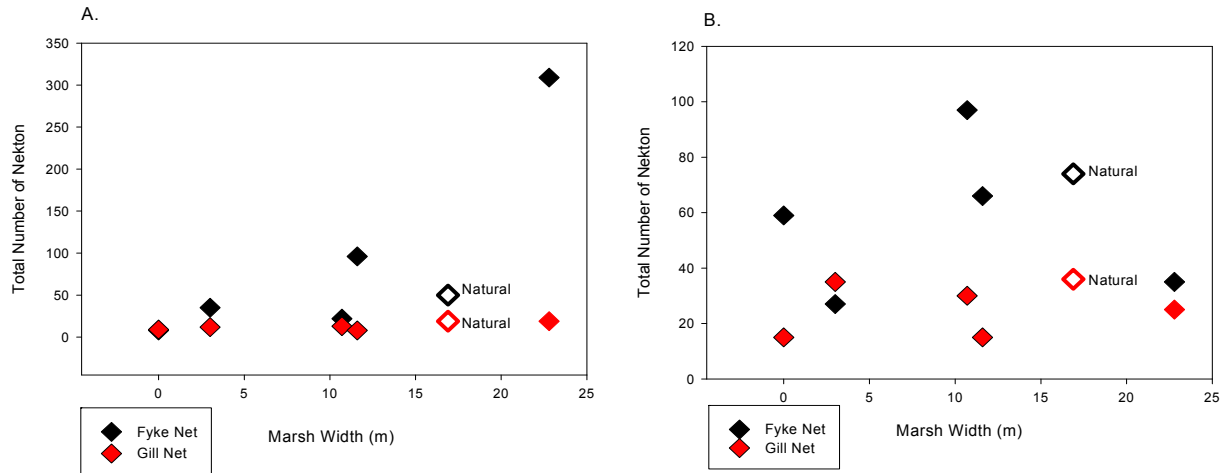 A.
Total Number of Nekton
350
300
250
200
150
100
50
0
Natural
Natural
0
5
10
15
20
25
Marsh Width (m)
Fyke Net
Gill Net
B.
Total Number of Nekton
120
100
80
60
40
20
0
Natural
Natural
0
5
10
15
20
25
Marsh Width (m)
Fyke Net
Gill Net